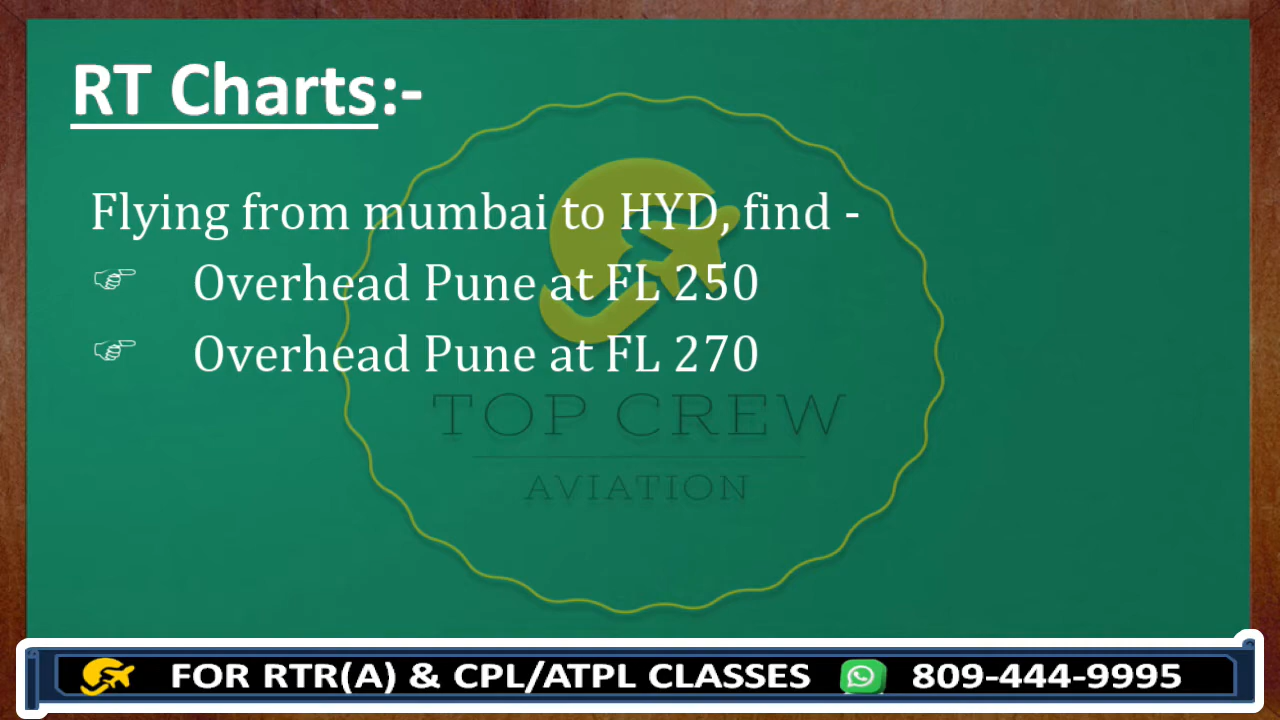 RT Charts:-
Flying from mumbai to HYD, find -
☞ Overhead Pune at FL 250
☞ Overhead Pune at FL 270
TOP CREW
AVIATION
FOR RTR(A) & CPL/ATPL CLASSES 809-444-9995